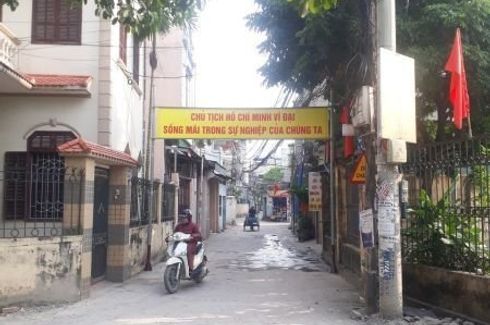 CHỦ TỊCH HỒ CHÍ MINH VĨ ĐẠI
SỐNG MÃI TRONG SỰ NGHIỆP CỦA CHÚNG TA